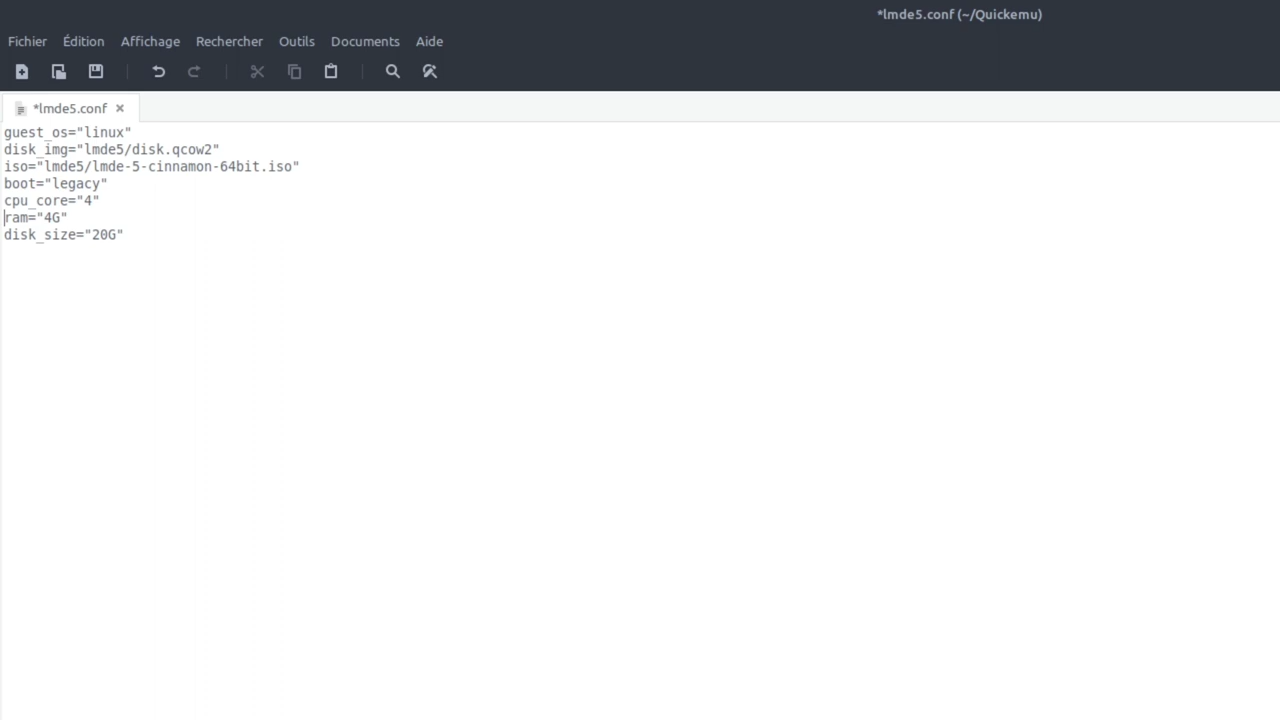 *lmde5.conf (~/Quickemu)
Fichier Édition Affichage Rechercher Outils Documents Aide
*lmde5.conf ×
guest_os="linux"
disk_img="lmde5/disk.qcow2"
iso="lmde5/lmde-5-cinnamon-64bit.iso"
boot="legacy"
cpu_core="4"
ram="4G"
disk_size="20G"